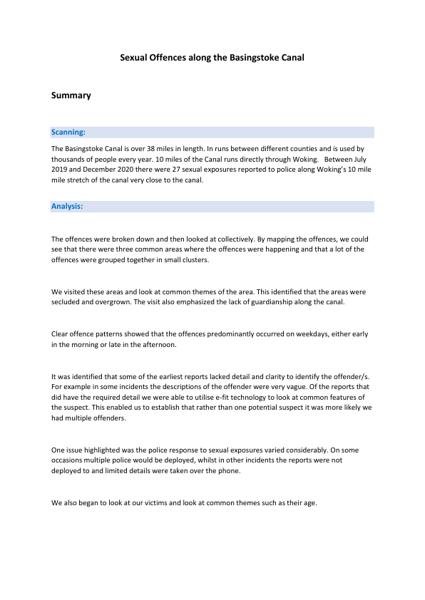 Sexual Offences along the Basingstoke Canal
Summary
Scanning:
The Basingstoke Canal is over 38 miles in length. In runs between different counties and is used by
thousands of people every year. 10 miles of the Canal runs directly through Woking. Between July
2019 and December 2020 there were 27 sexual exposures reported to police along Woking's 10 mile
mile stretch of the canal very close to the canal.
Analysis:
The offences were broken down and then looked at collectively. By mapping the offences, we could
see that there were three common areas where the offences were happening and that a lot of the
offences were grouped together in small clusters.
We visited these areas and look at common themes of the area. This identified that the areas were
secluded and overgrown. The visit also emphasized the lack of guardianship along the canal.
Clear offence patterns showed that the offences predominantly occurred on weekdays, either early
in the morning or late in the afternoon.
It was identified that some of the earliest reports lacked detail and clarity to identify the offender/s.
For example in some incidents the descriptions of the offender were very vague. Of the reports that
did have the required detail we were able to utilise e-fit technology to look at common features of
the suspect. This enabled us to establish that rather than one potential suspect it was more likely we
had multiple offenders.
One issue highlighted was the police response to sexual exposures varied considerably. On some
occasions multiple police would be deployed, whilst in other incidents the reports were not
deployed to and limited details were taken over the phone.
We also began to look at our victims and look at common themes such as their age.